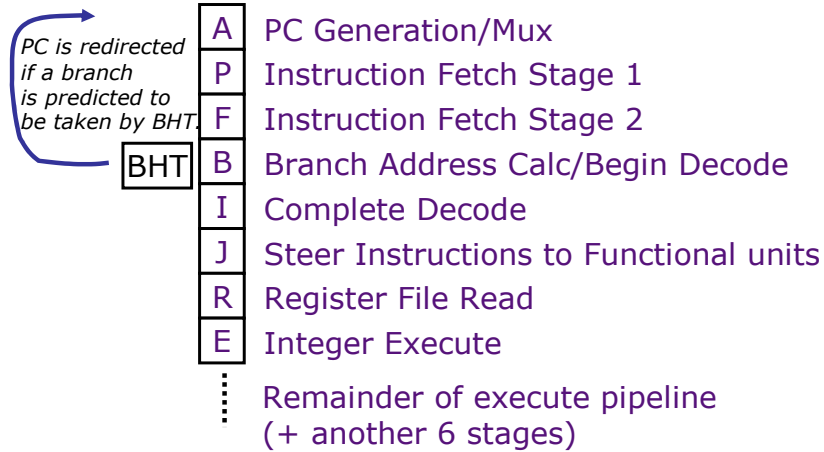 PC is redirected
if a branch
is predicted to
be taken by BHT.
BHT
A PC Generation/Mux
P Instruction Fetch Stage 1
F Instruction Fetch Stage 2
B Branch Address Calc/Begin Decode
I Complete Decode
J Steer Instructions to Functional units
R Register File Read
E Integer Execute
Remainder of execute pipeline
(+ another 6 stages)